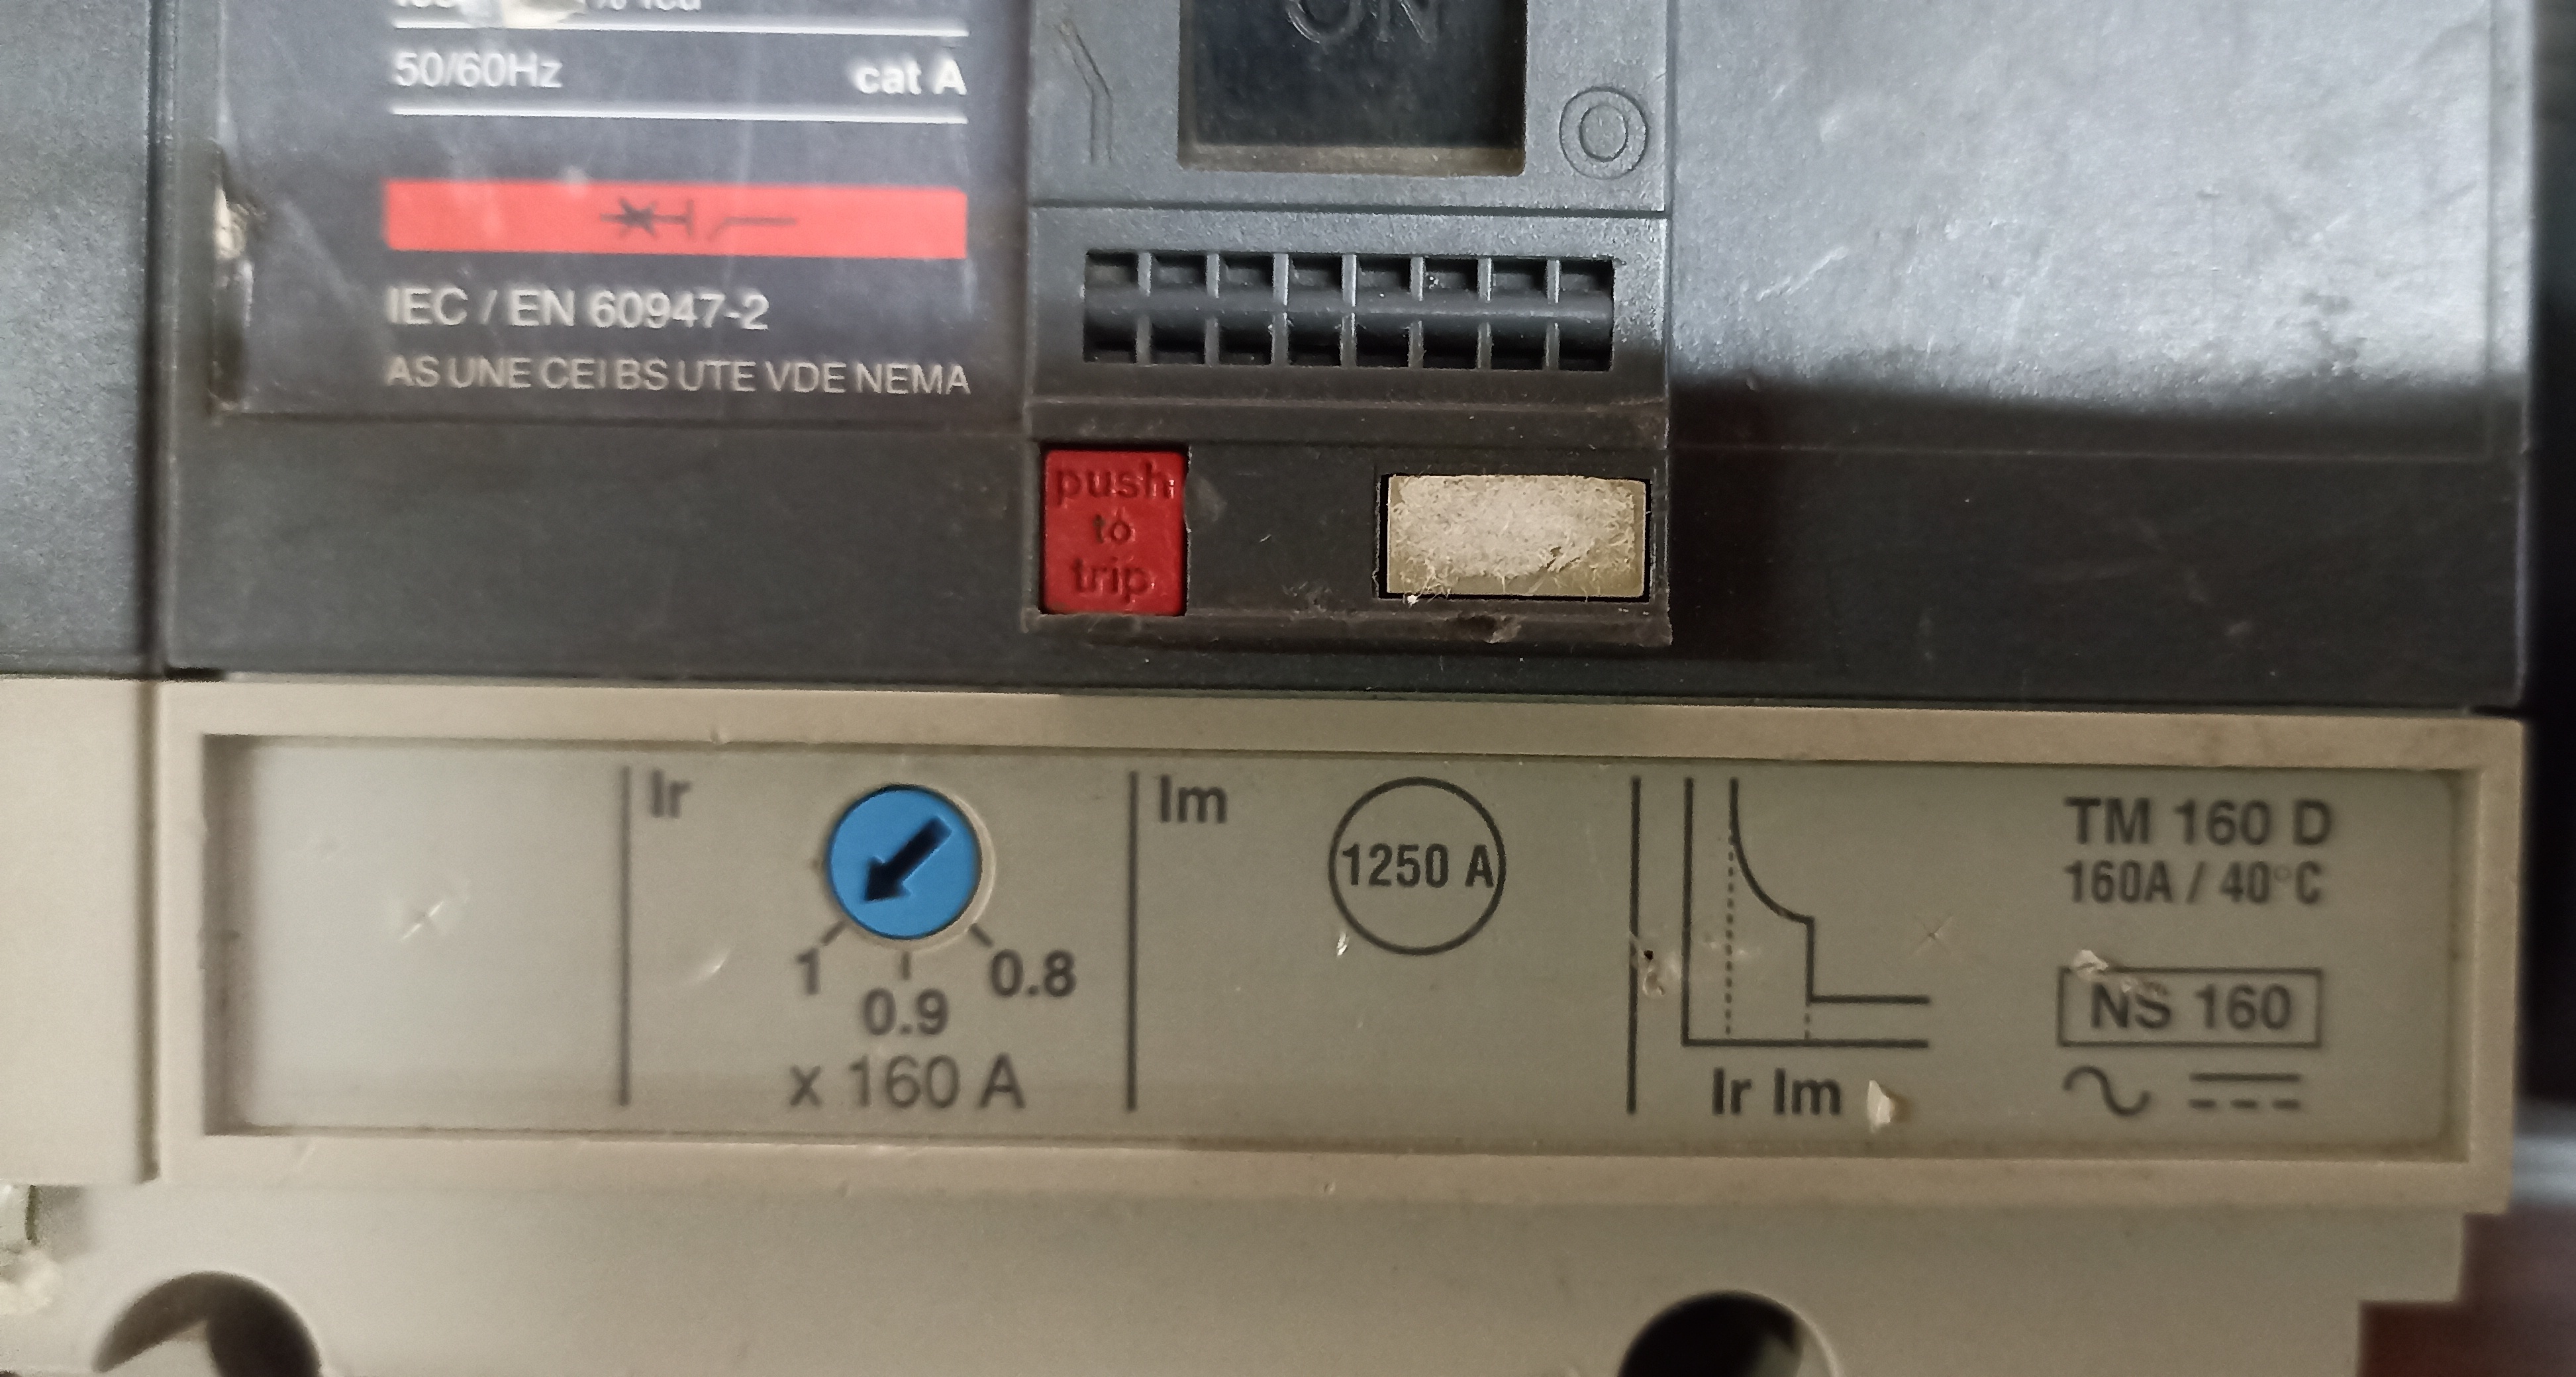 50/60Hz cat A
ON
IEC / EN 60947-2
AS UNE CEI BS UTE VDE NEMA
push
to
trip
Ir
1
0.9
0.8
x 160 A
Im
1250 A
Ir Im
TM 160 D
160A / 40°C
NS 160